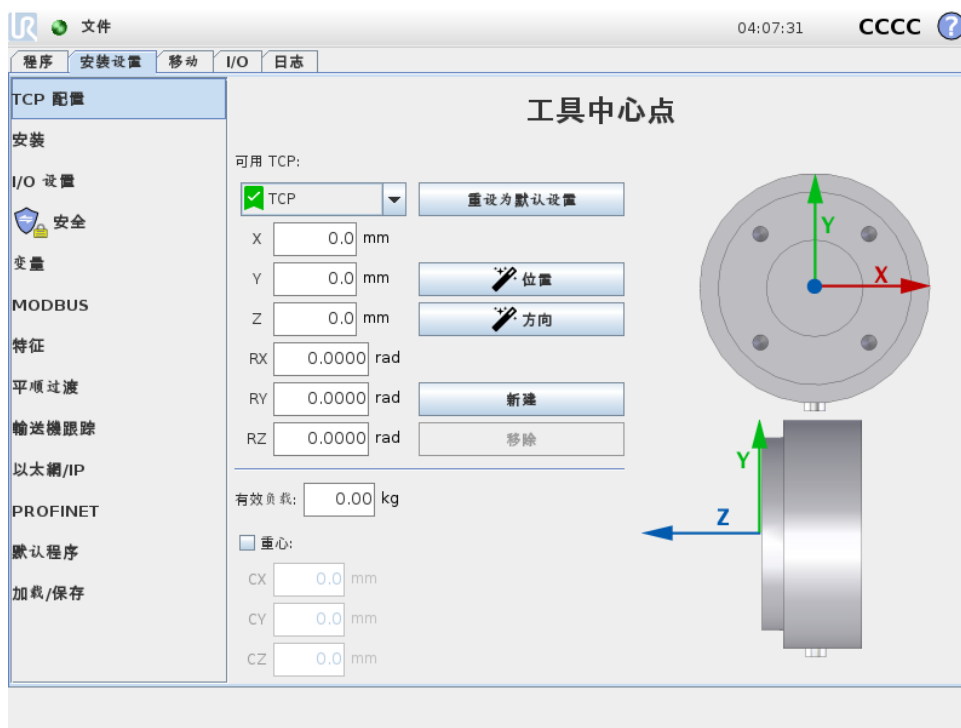 UR 文件 04:07:31 CCCC ?
程序 安装设置 移动 I/O 日志
TCP 配置
安装
I/O 设置
安全
变量
MODBUS
特征
平顺过渡
輸送機跟踪
以太網/IP
PROFINET
默认程序
加载/保存
工具中心点
可用 TCP:
TCP 重设为默认设置
X 0.0 mm
Y 0.0 mm 位置
Z 0.0 mm 方向
RX 0.0000 rad
RY 0.0000 rad 新建
RZ 0.0000 rad 移除
有效负载: 0.00 kg
重心:
CX 0.0 mm
CY 0.0 mm
CZ 0.0 mm
Y
X
Y
Z